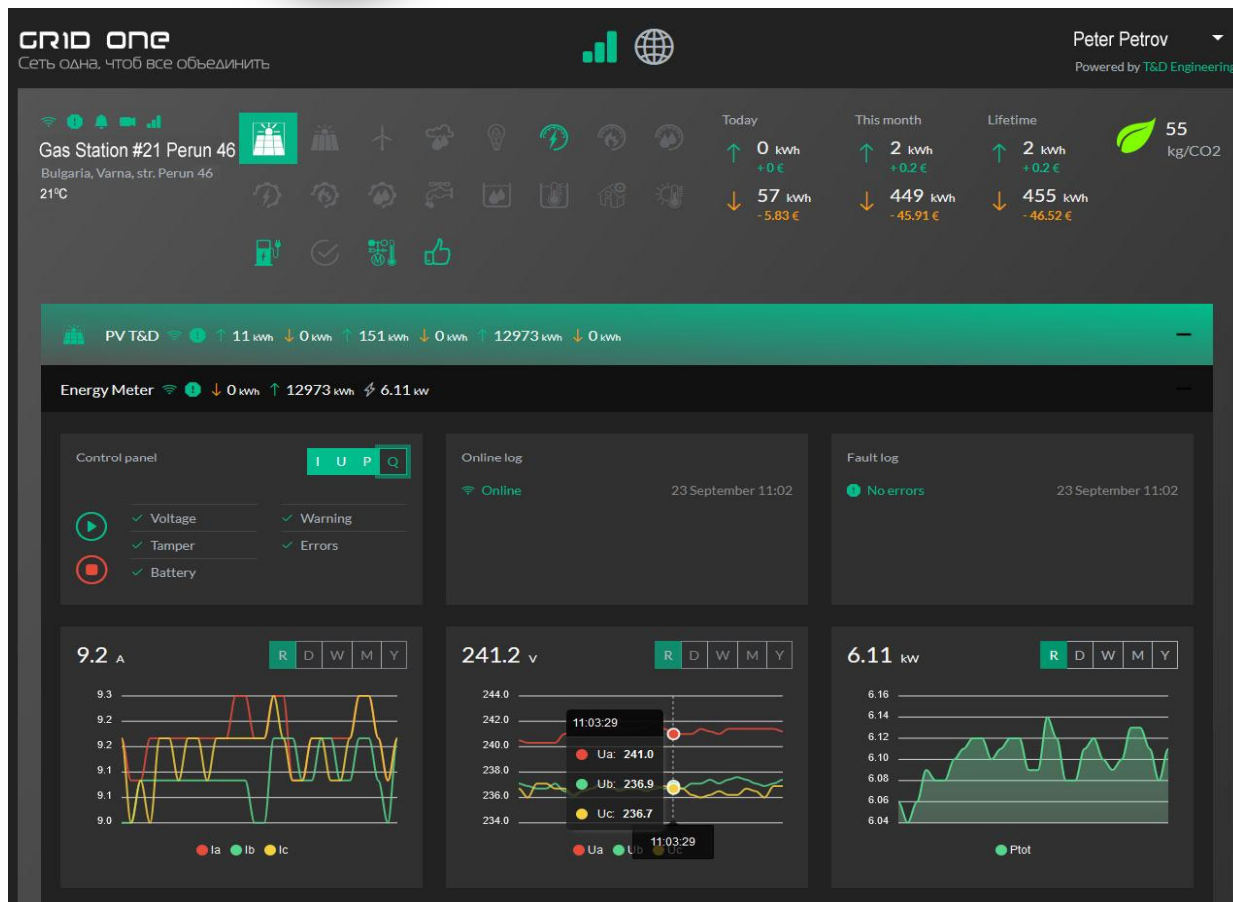 GRID ONE
Сеть одна, чтоб все объединить
Peter Petrov
Powered by T&D Engineering
Gas Station #21 Perun 46
Bulgaria, Varna, str. Perun 46
21ºC
Today
0 kWh
+0 €
57 kWh
- 5.83 €
This month
2 kWh
+0.2 €
449 kWh
- 45.91 €
Lifetime
2 kWh
+0.2 €
455 kWh
- 46.52 €
55
kg/CO2
M
PV T&D 11 kWh 0 kWh 151 kWh 0 kWh 12973 kWh 0 kWh
Energy Meter 0 kWh 12973 kWh 6.11 kW
Control panel
I U P Q
Voltage
Warning
Tamper
Errors
Battery
Online log
Online 23 September 11:02
Fault log
No errors 23 September 11:02
9.2 A
R D W M Y
9.3
9.2
9.2
9.1
9.1
9.0
Ia Ib Ic
241.2 V
R D W M Y
244.0
242.0
240.0
238.0
236.0
234.0
11:03:29
Ua: 241.0
Ub: 236.9
Uc: 236.7
11:03:29
Ua Ub Uc
6.11 kW
R D W M Y
6.16
6.14
6.12
6.10
6.08
6.06
6.04
Ptot